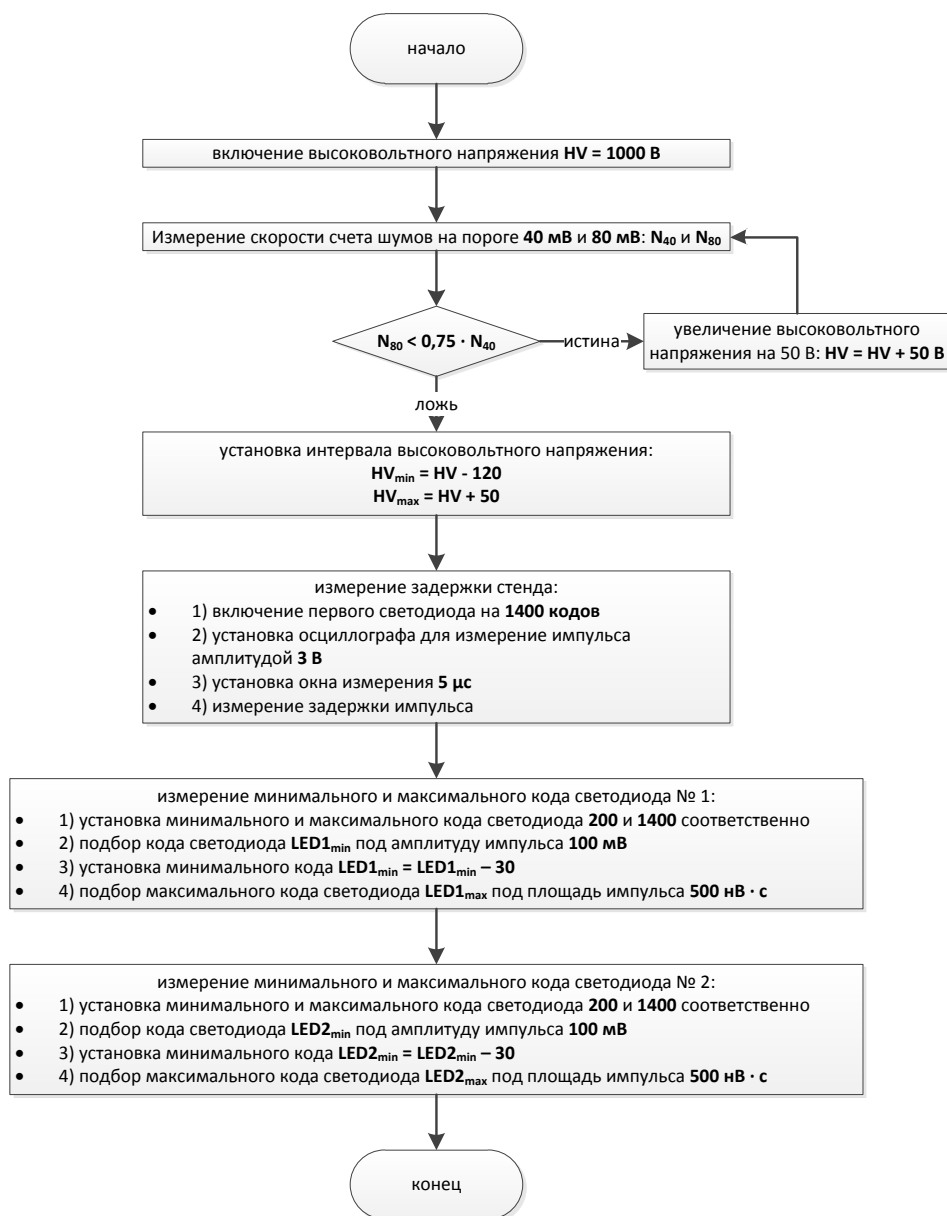 начало
включение высоковольтного напряжения HV = 1000 В
Измерение скорости счета шумов на пороге 40 мВ и 80 мВ: N40 и N80
N80 < 0,75 · N40
истина
увеличение высоковольтного
напряжения на 50 В: HV = HV + 50 В
ложь
установка интервала высоковольтного напряжения:
HVmin = HV - 120
HVmax = HV + 50
измерение задержки стенда:
• 1) включение первого светодиода на 1400 кодов
• 2) установка осциллографа для измерение импульса
амплитудой 3 В
• 3) установка окна измерения 5 μс
• 4) измерение задержки импульса
измерение минимального и максимального кода светодиода № 1:
• 1) установка минимального и максимального кода светодиода 200 и 1400 соответственно
• 2) подбор кода светодиода LED1min под амплитуду импульса 100 мВ
• 3) установка минимального кода LED1min = LED1min – 30
• 4) подбор максимального кода светодиода LED1max под площадь импульса 500 нВ · с
измерение минимального и максимального кода светодиода № 2:
• 1) установка минимального и максимального кода светодиода 200 и 1400 соответственно
• 2) подбор кода светодиода LED2min под амплитуду импульса 100 мВ
• 3) установка минимального кода LED2min = LED2min – 30
• 4) подбор максимального кода светодиода LED2max под площадь импульса 500 нВ · с
конец